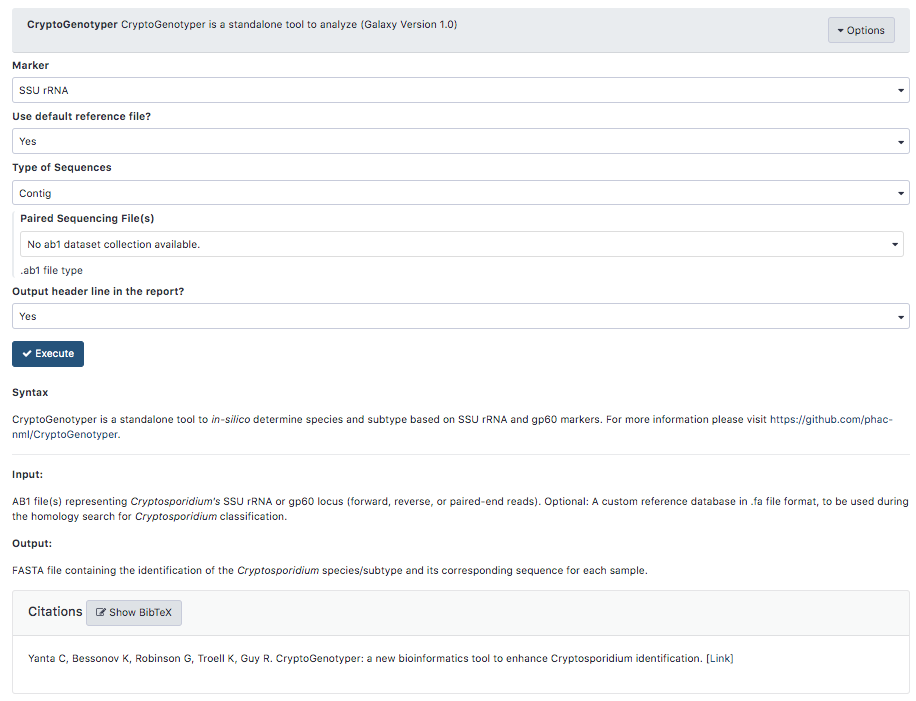 CryptoGenotyper CryptoGenotyper is a standalone tool to analyze (Galaxy Version 1.0)
Options
Marker
SSU rRNA
Use default reference file?
Yes
Type of Sequences
Contig
Paired Sequencing File(s)
No ab1 dataset collection available.
.ab1 file type
Output header line in the report?
Yes
Execute
Syntax
CryptoGenotyper is a standalone tool to in-silico determine species and subtype based on SSU rRNA and gp60 markers. For more information please visit https://github.com/phac-
nml/CryptoGenotyper.
Input:
AB1 file(s) representing Cryptosporidium's SSU rRNA or gp60 locus (forward, reverse, or paired-end reads). Optional: A custom reference database in .fa file format, to be used during
the homology search for Cryptosporidium classification.
Output:
FASTA file containing the identification of the Cryptosporidium species/subtype and its corresponding sequence for each sample.
Citations Show BibTeX
Yanta C, Bessonov K, Robinson G, Troell K, Guy R. CryptoGenotyper: a new bioinformatics tool to enhance Cryptosporidium identification. [Link]